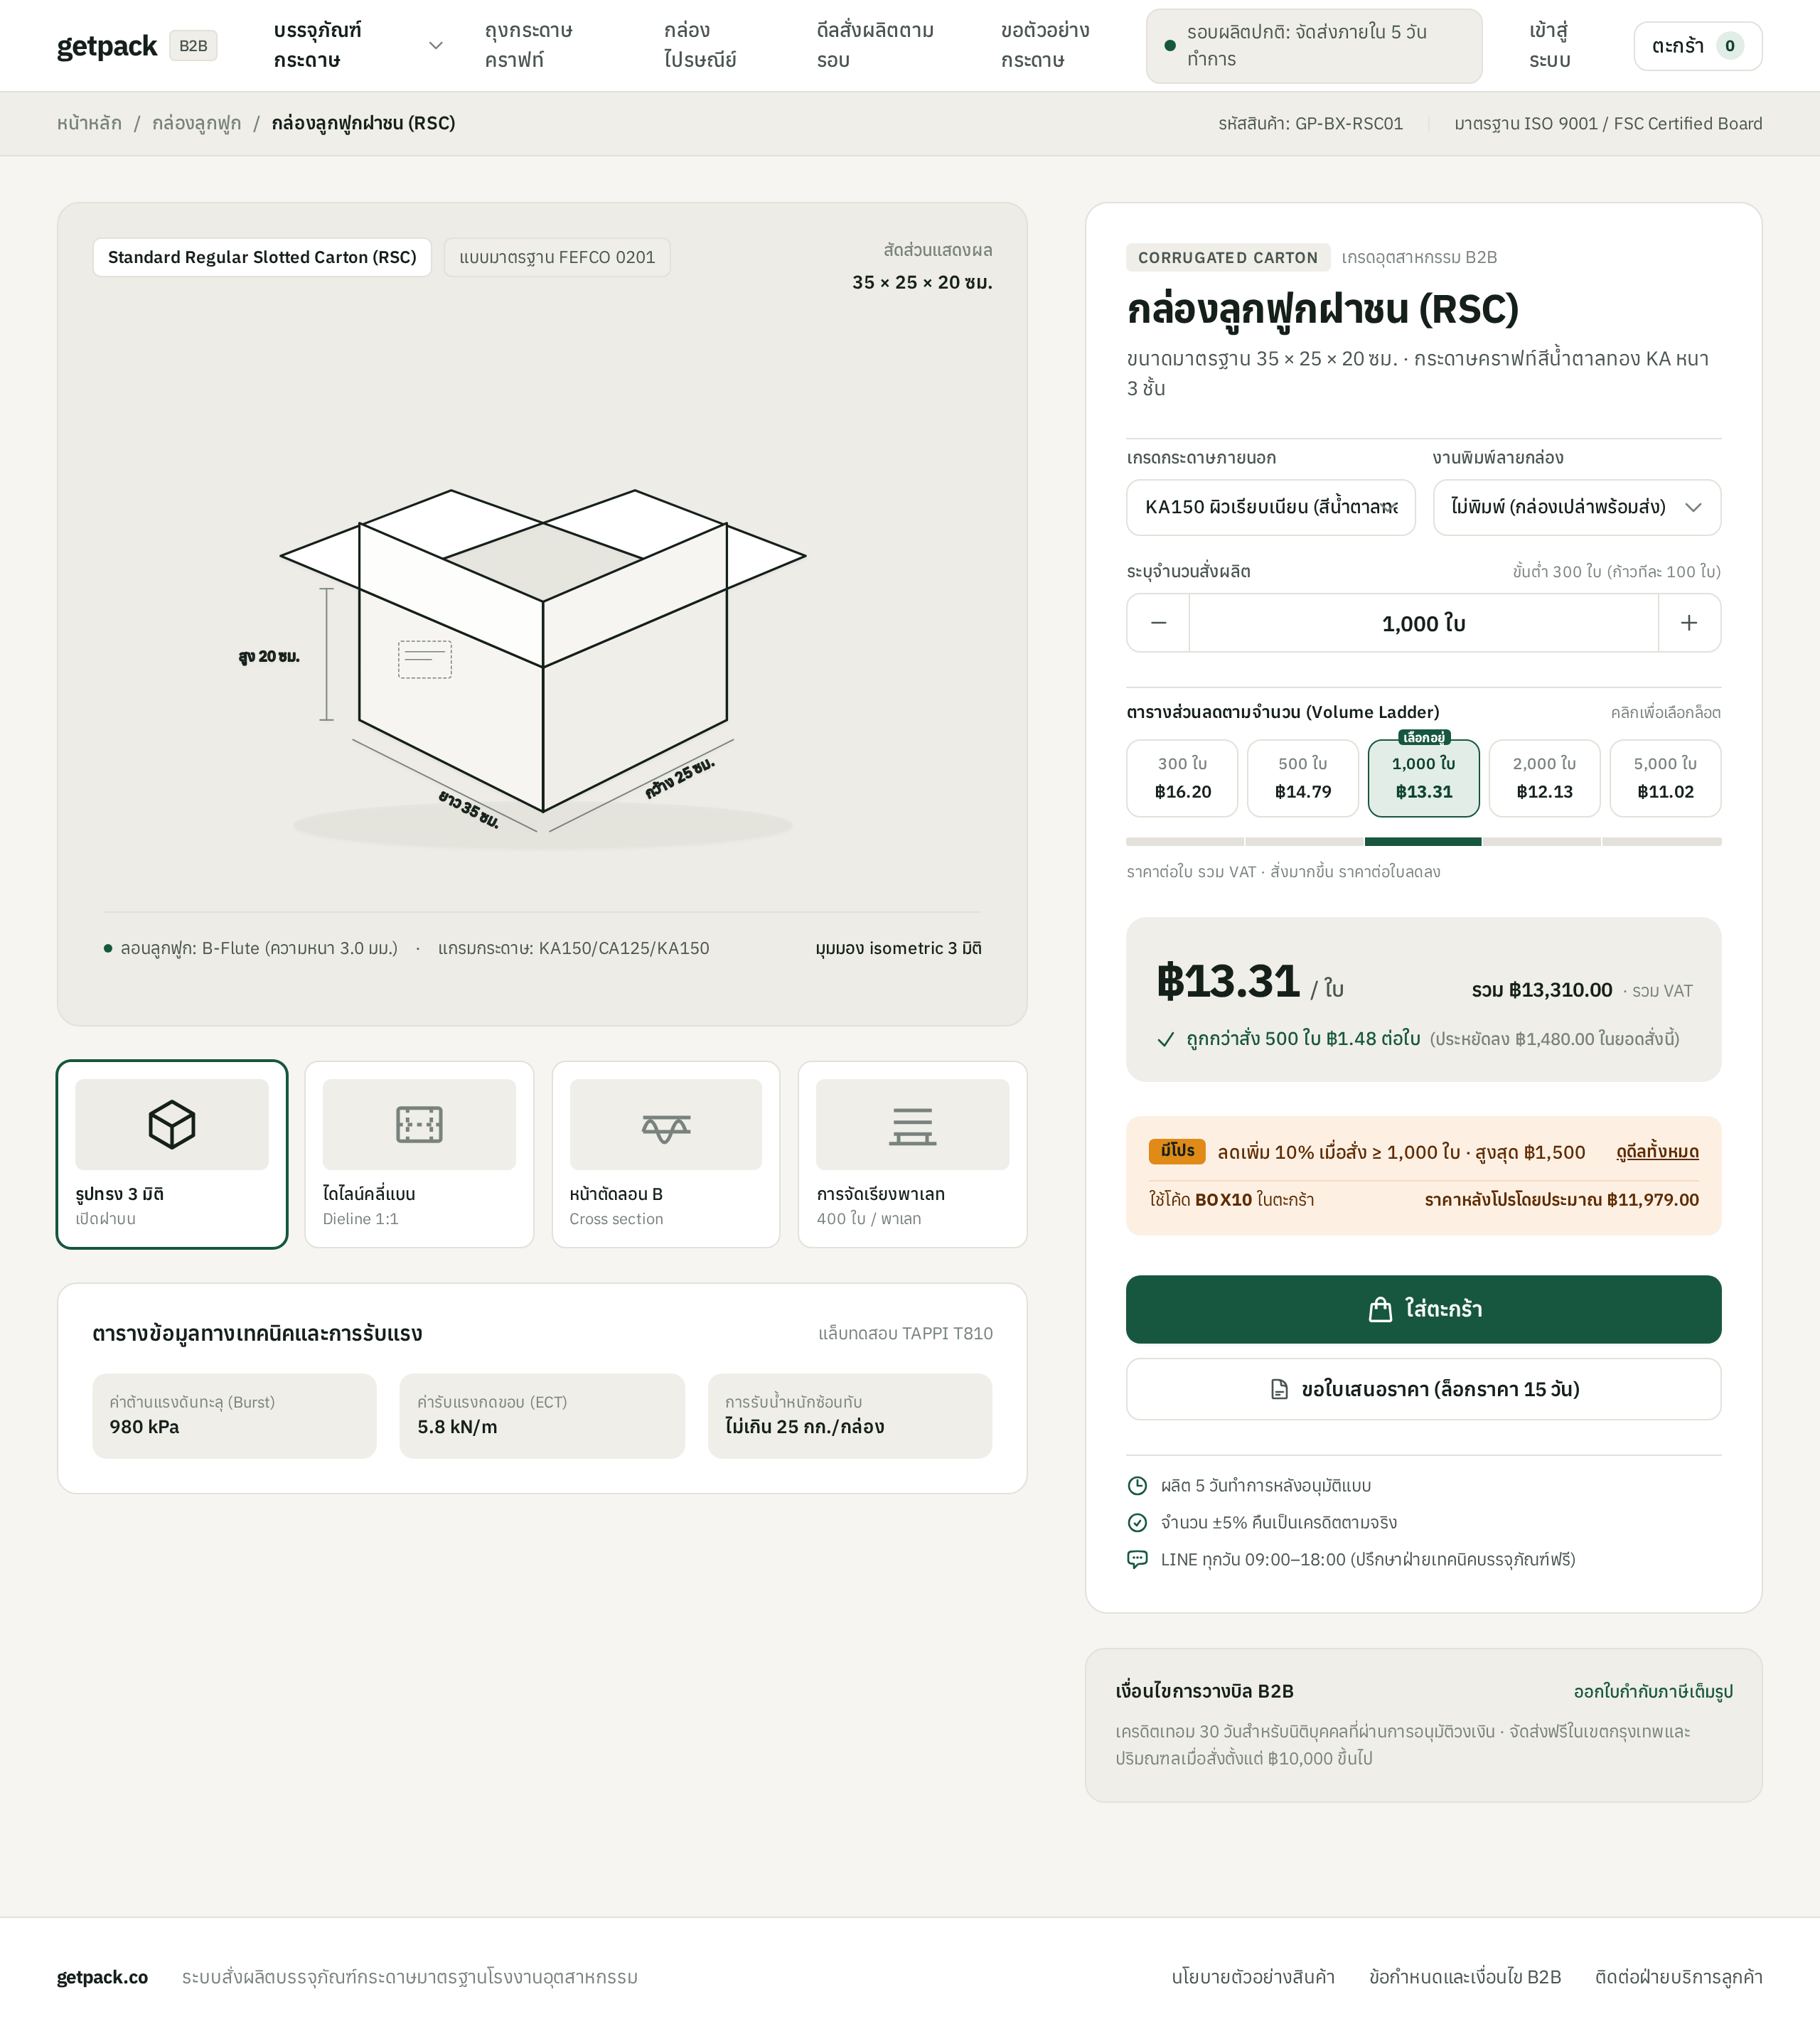 getpack B2B
บรรจุภัณฑ์
กระดาษ
ถุงกระดาษ
คราฟท์
กล่อง
ไปรษณีย์
ดีลสั่งผลิตตาม
รอบ
ขอตัวอย่าง
กระดาษ
รอบผลิตปกติ: จัดส่งภายใน 5 วัน
ทำการ
เข้าสู่
ระบบ
ตะกร้า 0
หน้าหลัก / กล่องลูกฟูก / กล่องลูกฟูกฝาชน (RSC)
รหัสสินค้า: GP-BX-RSC01
มาตรฐาน ISO 9001 / FSC Certified Board
Standard Regular Slotted Carton (RSC)
แบบมาตรฐาน FEFCO 0201
สัดส่วนแสดงผล
35 × 25 × 20 ซม.
สูง 20 ซม.
ยาว 35 ซม.
กว้าง 25 ซม.
ลอนลูกฟูก: B-Flute (ความหนา 3.0 มม.) · แกรมกระดาษ: KA150/CA125/KA150
มุมมอง isometric 3 มิติ
รูปทรง 3 มิติ
เปิดฝาบน
ไดไลน์คลี่แบน
Dieline 1:1
หน้าตัดลอน B
Cross section
การจัดเรียงพาเลท
400 ใบ / พาเลท
ตารางข้อมูลทางเทคนิคและการรับแรง
แล็บทดสอบ TAPPI T810
ค่าต้านแรงดันทะลุ (Burst)
980 kPa
ค่ารับแรงกดขอบ (ECT)
5.8 kN/m
การรับน้ำหนักซ้อนทับ
ไม่เกิน 25 กก./กล่อง
CORRUGATED CARTON เกรดอุตสาหกรรม B2B
กล่องลูกฟูกฝาชน (RSC)
ขนาดมาตรฐาน 35 × 25 × 20 ซม. · กระดาษคราฟท์สีน้ำตาลทอง KA หนา
3 ชั้น
เกรดกระดาษภายนอก
KA150 ผิวเรียบเนียน (สีน้ำตาล
งานพิมพ์ลายกล่อง
ไม่พิมพ์ (กล่องเปล่าพร้อมส่ง)
ระบุจำนวนสั่งผลิต
ขั้นต่ำ 300 ใบ (ก้าวทีละ 100 ใบ)
− 1,000 ใบ +
ตารางส่วนลดตามจำนวน (Volume Ladder)
คลิกเพื่อเลือกล็อต
เลือกอยู่
300 ใบ
฿16.20
500 ใบ
฿14.79
1,000 ใบ
฿13.31
2,000 ใบ
฿12.13
5,000 ใบ
฿11.02
ราคาต่อใบ รวม VAT · สั่งมากขึ้น ราคาต่อใบลดลง
฿13.31 / ใบ
รวม ฿13,310.00 · รวม VAT
ถูกกว่าสั่ง 500 ใบ ฿1.48 ต่อใบ (ประหยัดลง ฿1,480.00 ในยอดสั่งนี้)
มีโปร ลดเพิ่ม 10% เมื่อสั่ง ≥ 1,000 ใบ · สูงสุด ฿1,500 ดูดีลทั้งหมด
ใช้โค้ด BOX10 ในตะกร้า
ราคาหลังโปรโดยประมาณ ฿11,979.00
ใส่ตะกร้า
ขอใบเสนอราคา (ล็อกราคา 15 วัน)
ผลิต 5 วันทำการหลังอนุมัติแบบ
จำนวน ±5% คืนเป็นเครดิตตามจริง
LINE ทุกวัน 09:00–18:00 (ปรึกษาฝ่ายเทคนิคบรรจุภัณฑ์ฟรี)
เงื่อนไขการวางบิล B2B
ออกใบกำกับภาษีเต็มรูป
เครดิตเทอม 30 วันสำหรับนิติบุคคลที่ผ่านการอนุมัติวงเงิน · จัดส่งฟรีในเขตกรุงเทพและ
ปริมณฑลเมื่อสั่งตั้งแต่ ฿10,000 ขึ้นไป
getpack.co
ระบบสั่งผลิตบรรจุภัณฑ์กระดาษมาตรฐานโรงงานอุตสาหกรรม
นโยบายตัวอย่างสินค้า
ข้อกำหนดและเงื่อนไข B2B
ติดต่อฝ่ายบริการลูกค้า